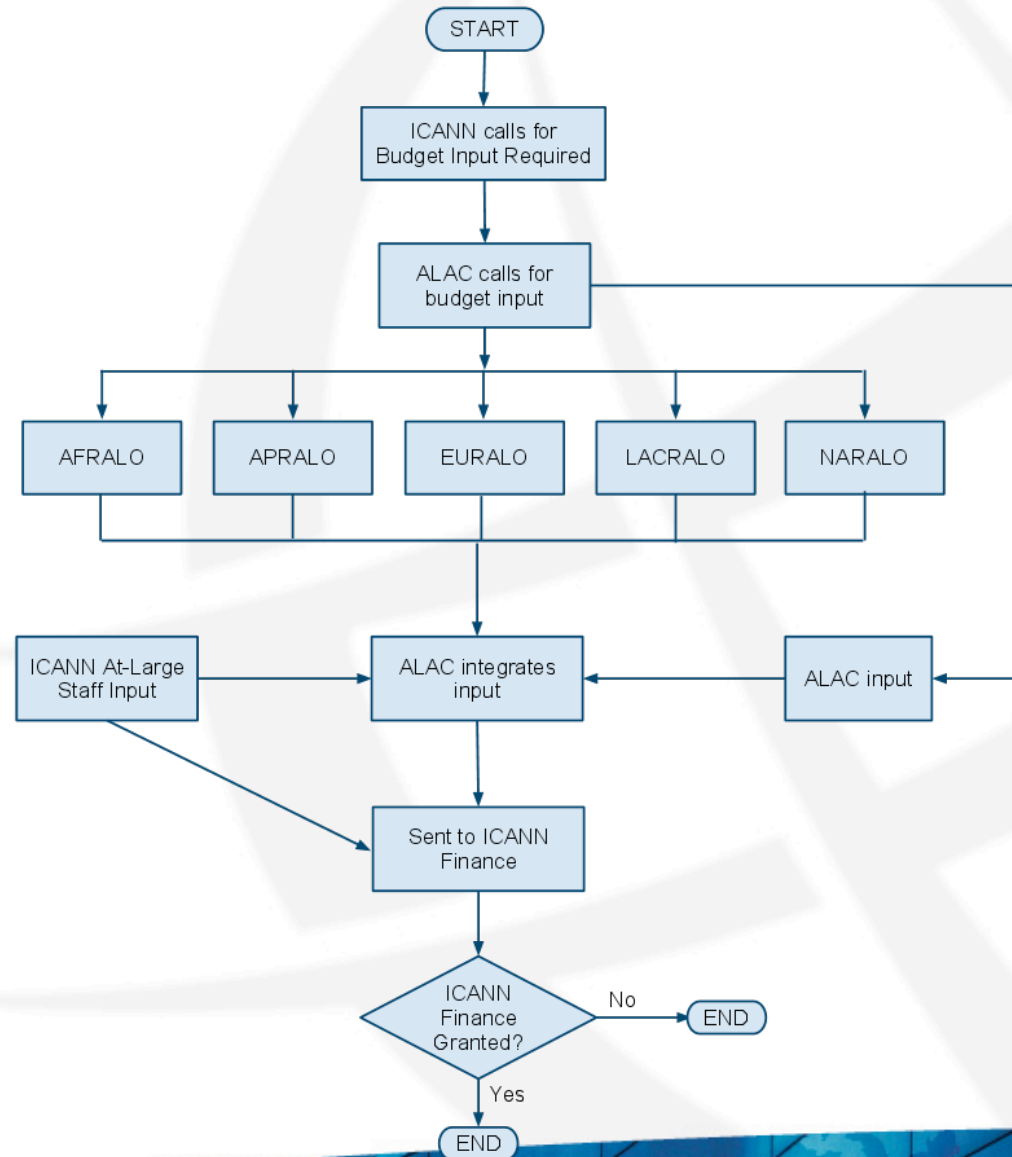 START
ICANN calls for
Budget Input Required
ALAC calls for
budget input
AFRALO
APRALO
EURALO
LACRALO
NARALO
ICANN At-Large
Staff Input
ALAC integrates
input
ALAC input
Sent to ICANN
Finance
ICANN
Finance
Granted?
No
END
Yes
END